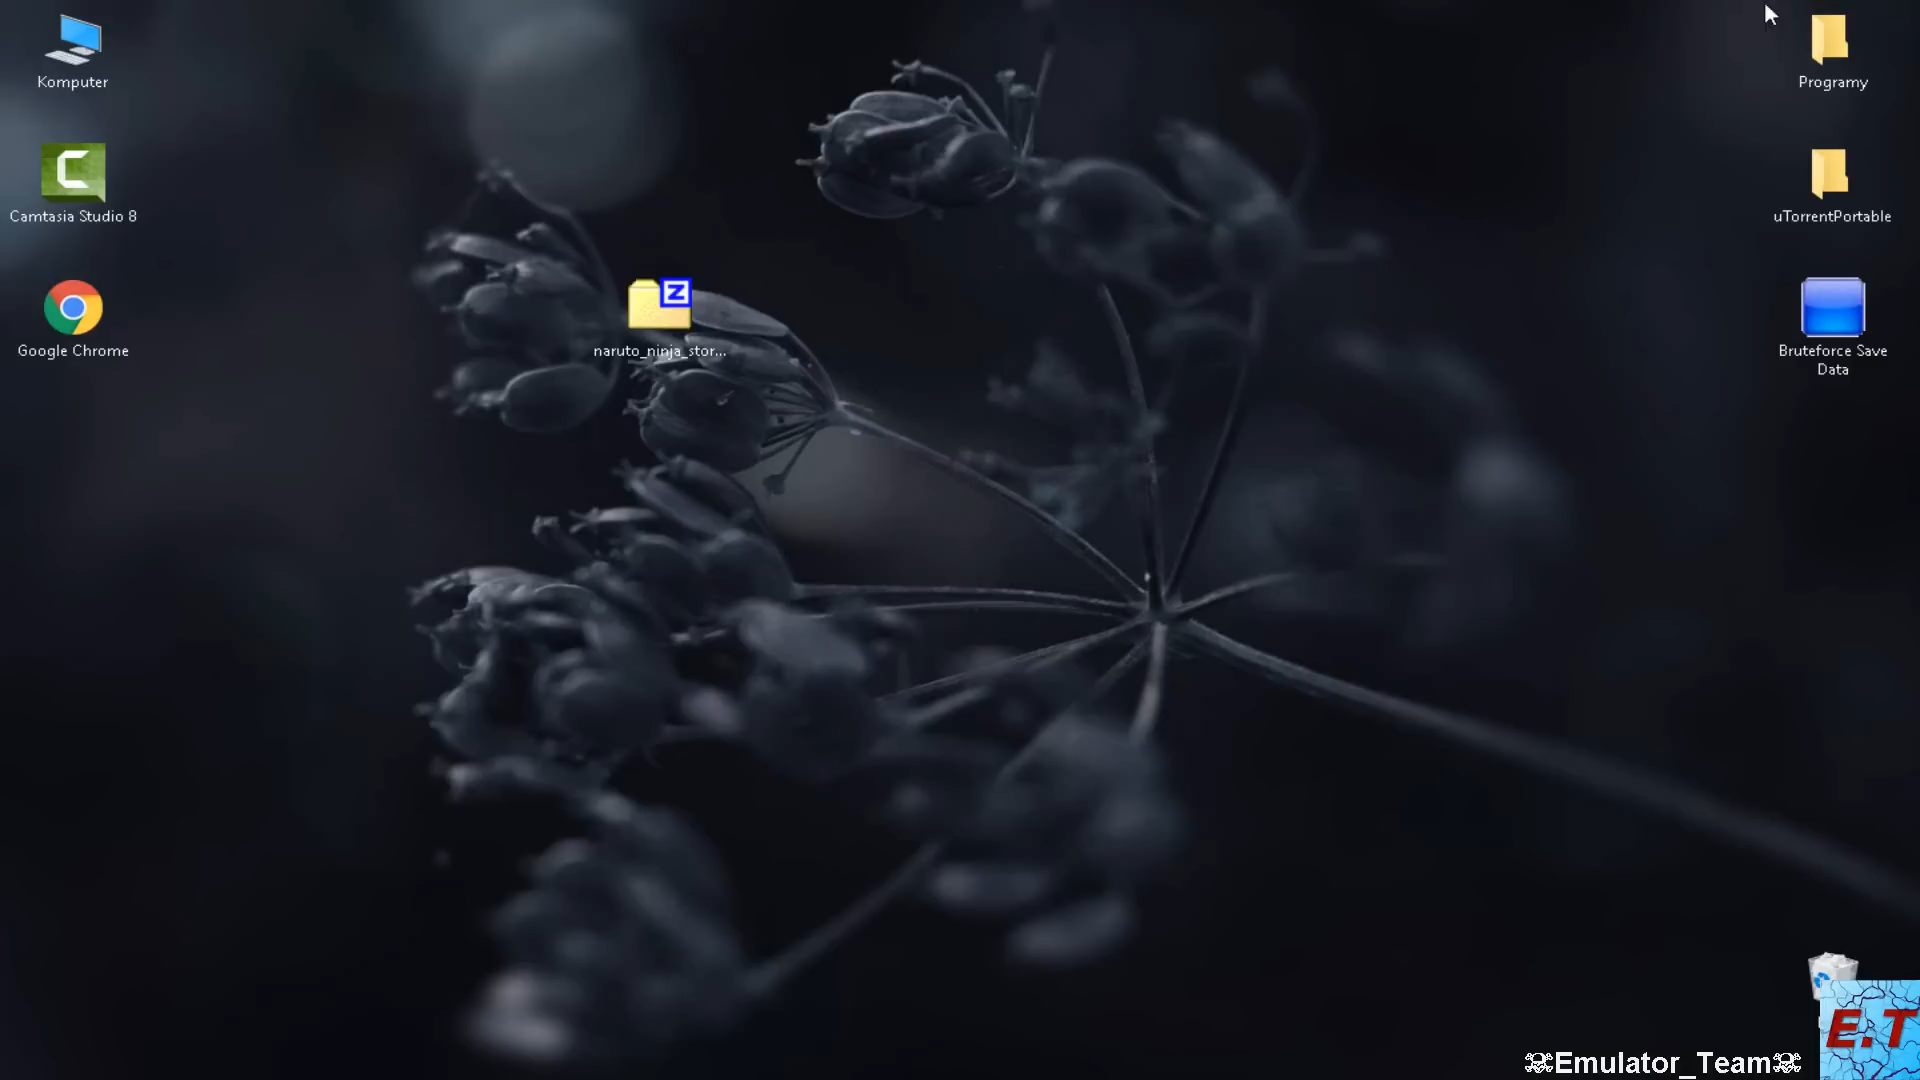 Komputer
Programy
Camtasia Studio 8
uTorrentPortable
Google Chrome
naruto_ninja_stor...
Bruteforce Save
Data
E.T
☠Emulator_Team☠